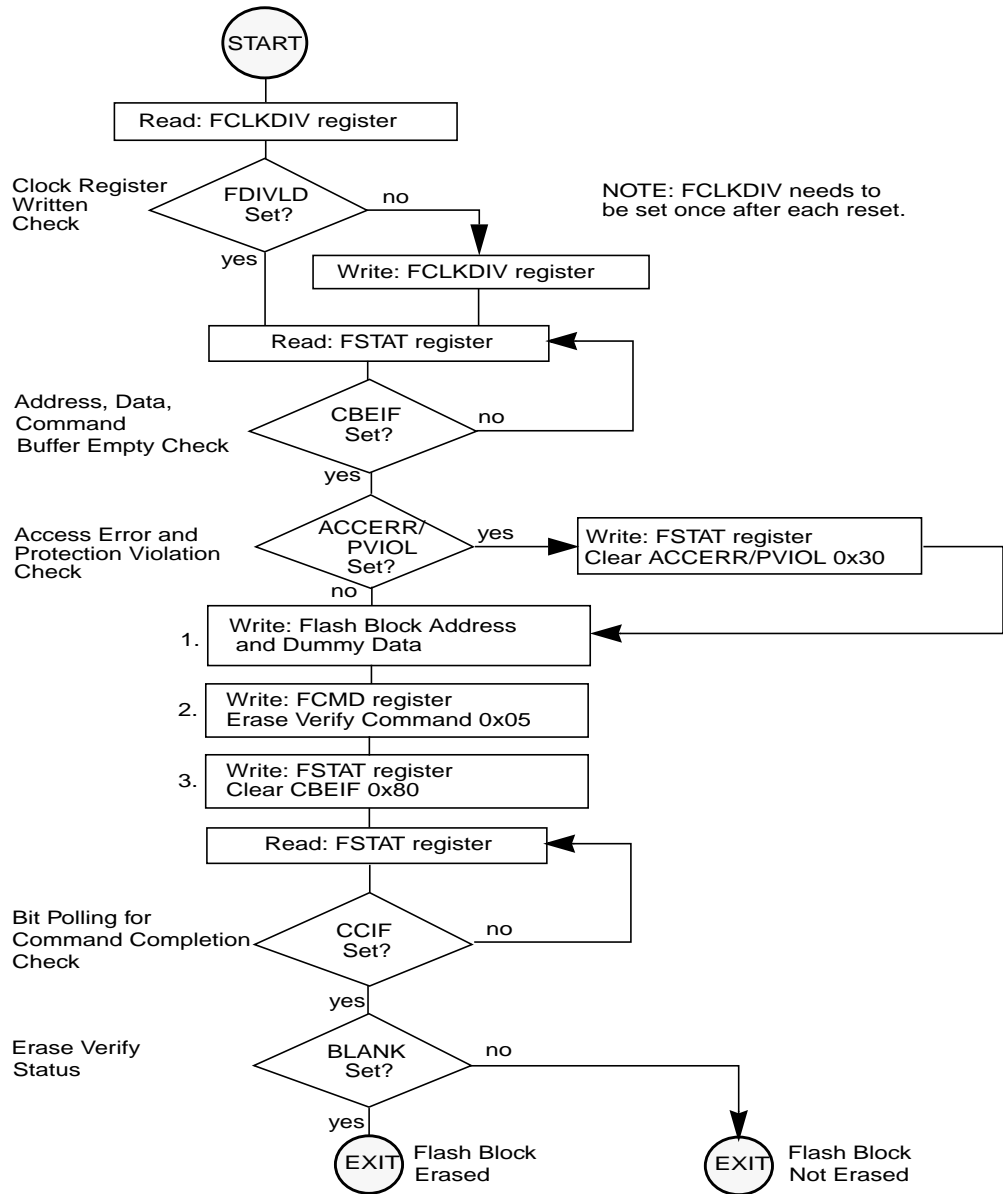 START
Read: FCLKDIV register
Clock Register
Written
Check
FDIVLD
Set?
no
yes
NOTE: FCLKDIV needs to
be set once after each reset.
Write: FCLKDIV register
Read: FSTAT register
Address, Data,
Command
Buffer Empty Check
CBEIF
Set?
no
yes
Access Error and
Protection Violation
Check
ACCERR/
PVIOL
Set?
yes
no
Write: FSTAT register
Clear ACCERR/PVIOL 0x30
1.
Write: Flash Block Address
and Dummy Data
2.
Write: FCMD register
Erase Verify Command 0x05
3.
Write: FSTAT register
Clear CBEIF 0x80
Read: FSTAT register
Bit Polling for
Command Completion
Check
CCIF
Set?
no
yes
Erase Verify
Status
BLANK
Set?
no
yes
EXIT
Flash Block
Erased
EXIT
Flash Block
Not Erased